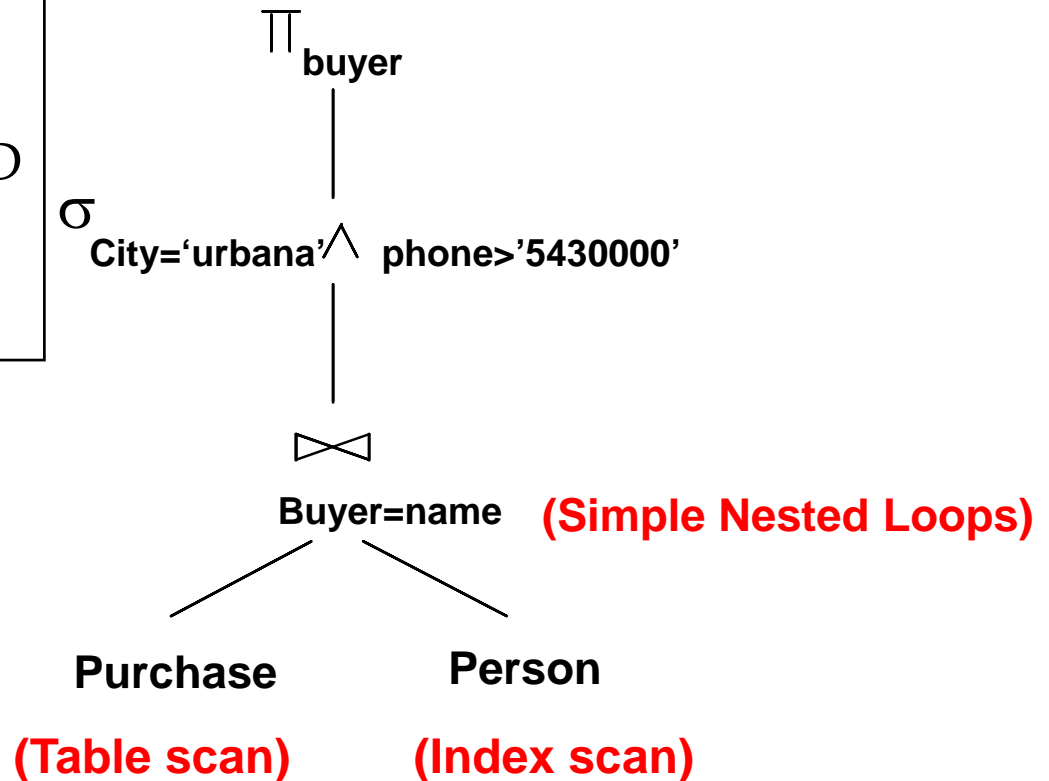 Π buyer
σ City=‘urbana’ ∧ phone>’5430000’
⋈
Buyer=name (Simple Nested Loops)
Purchase Person
(Table scan) (Index scan)